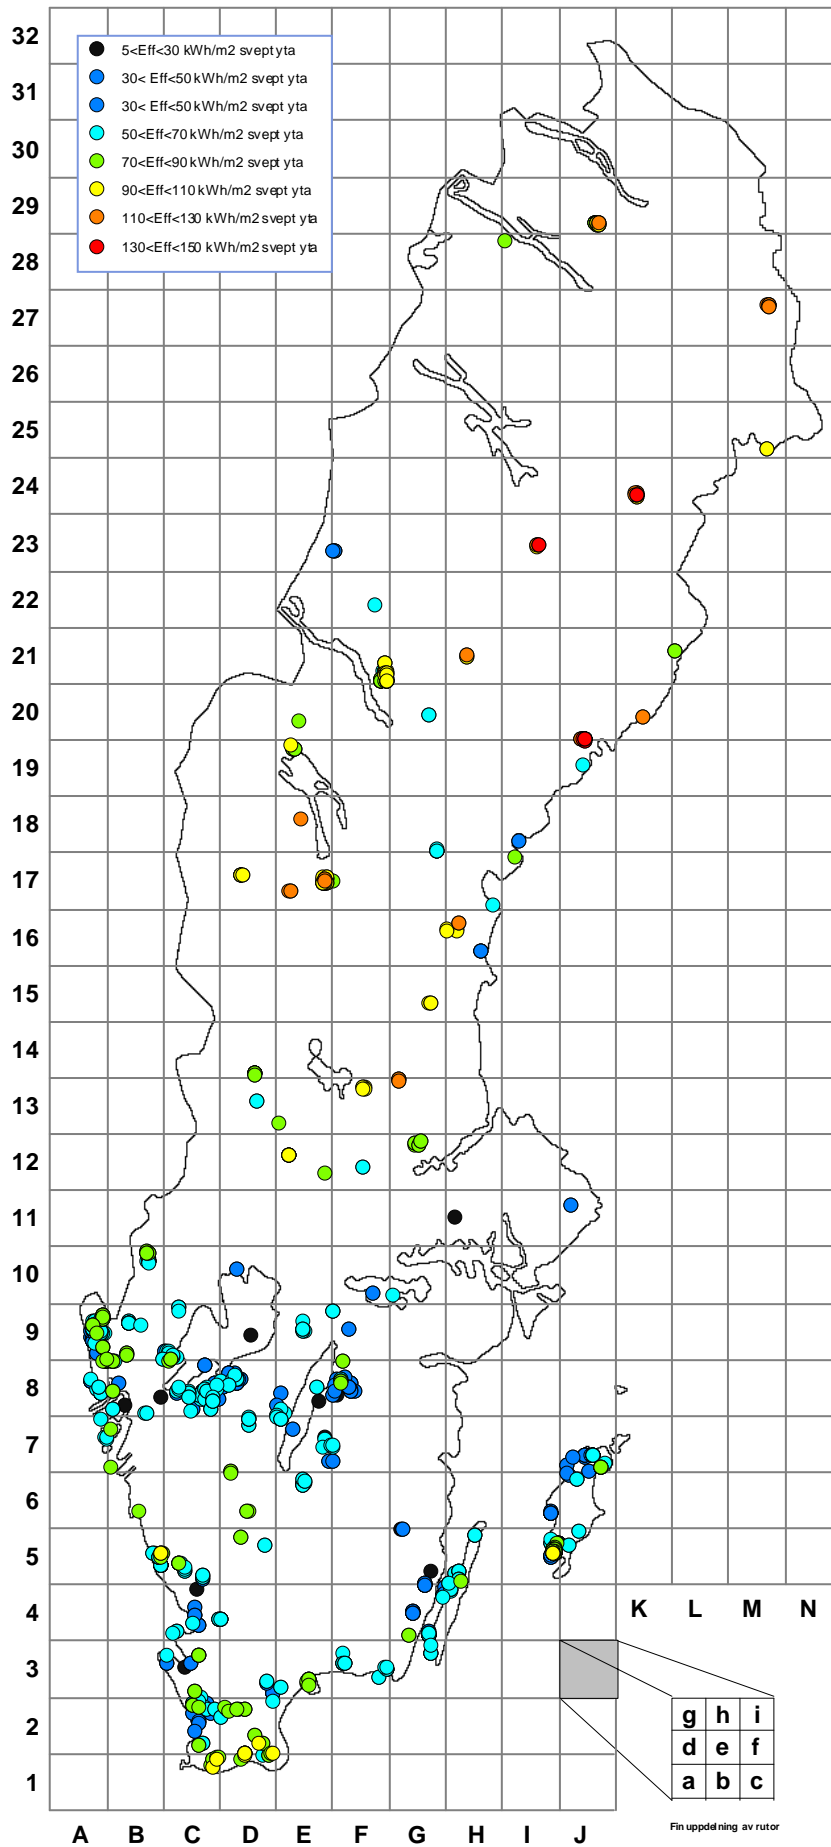 32
5<Eff<30 kWh/m2 svept yta
30< Eff<50 kWh/m2 svept yta
30< Eff<50 kWh/m2 svept yta
50<Eff<70 kWh/m2 svept yta
70<Eff<90 kWh/m2 svept yta
90<Eff<110 kWh/m2 svept yta
110<Eff<130 kWh/m2 svept yta
130<Eff<150 kWh/m2 svept yta
31
30
29
28
27
26
25
24
23
22
21
20
19
18
17
16
15
14
13
12
11
10
9
8
7
6
5
4
K L M N
3
g h i
2
d e f
a b c
1
Fin uppdelning av rutor
A B C D E F G H I J